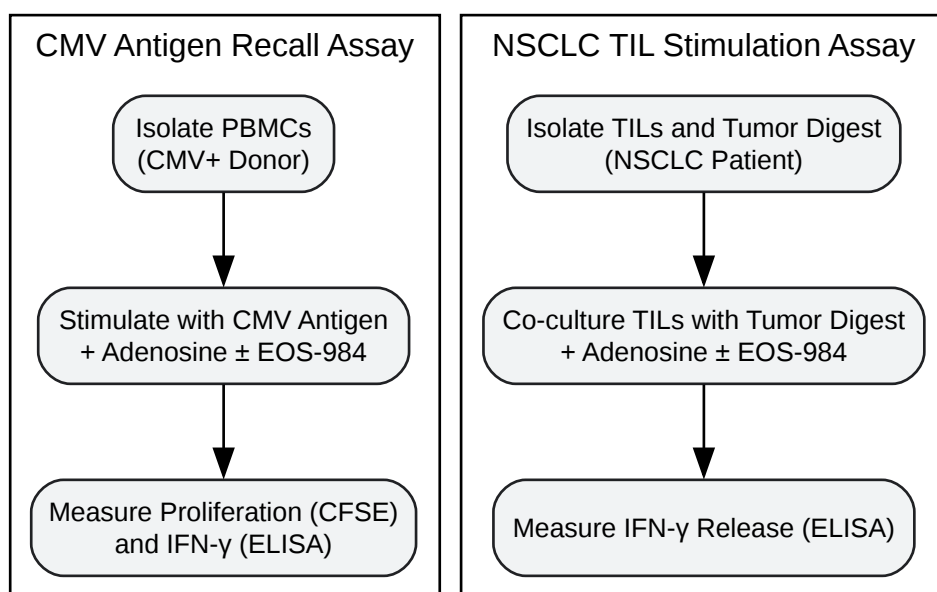 CMV Antigen Recall Assay
Isolate PBMCs
(CMV+ Donor)
Stimulate with CMV Antigen
+ Adenosine ± EOS-984
Measure Proliferation (CFSE)
and IFN-γ (ELISA)
NSCLC TIL Stimulation Assay
Isolate TILs and Tumor Digest
(NSCLC Patient)
Co-culture TILs with Tumor Digest
+ Adenosine ± EOS-984
Measure IFN-γ Release (ELISA)